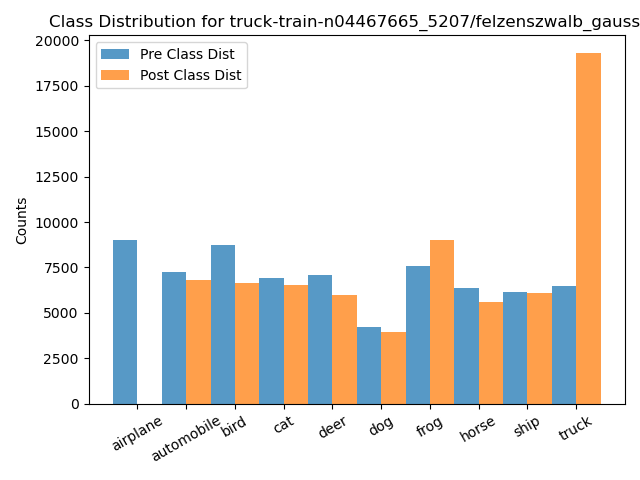 Class Distribution for truck-train-n04467665_5207/felzenszwalb_gauss
Pre Class Dist
Post Class Dist
Counts
20000
17500
15000
12500
10000
7500
5000
2500
0
airplane
automobile
bird
cat
deer
dog
frog
horse
ship
truck